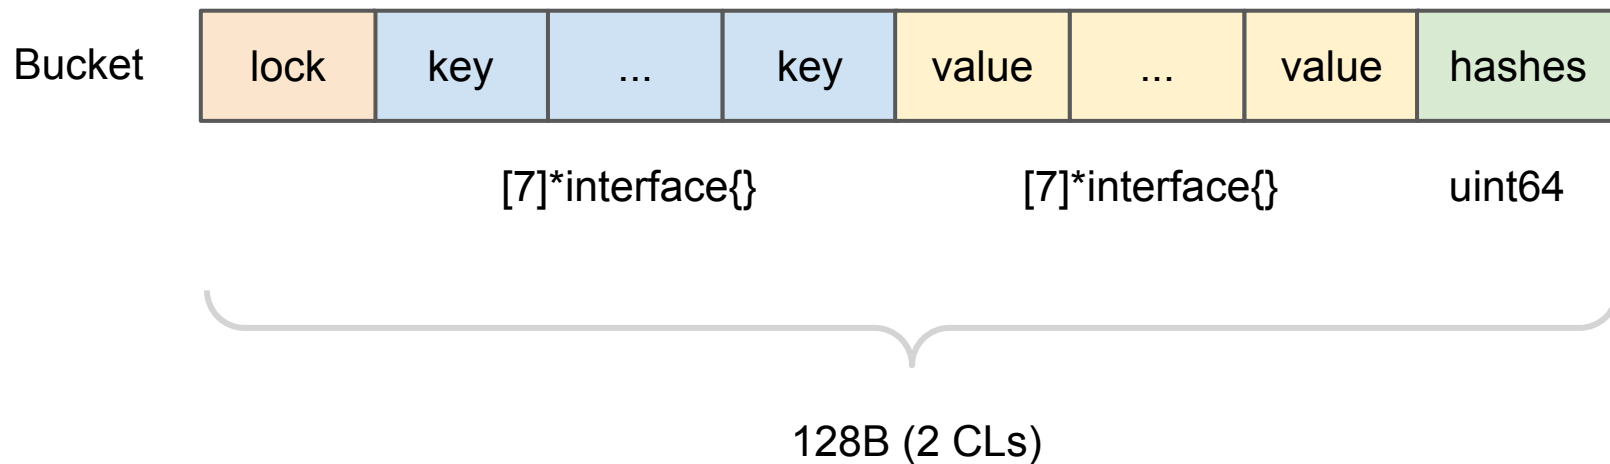 Bucket lock key ... key value ... value hashes
[7]*interface{} [7]*interface{} uint64
128B (2 CLs)